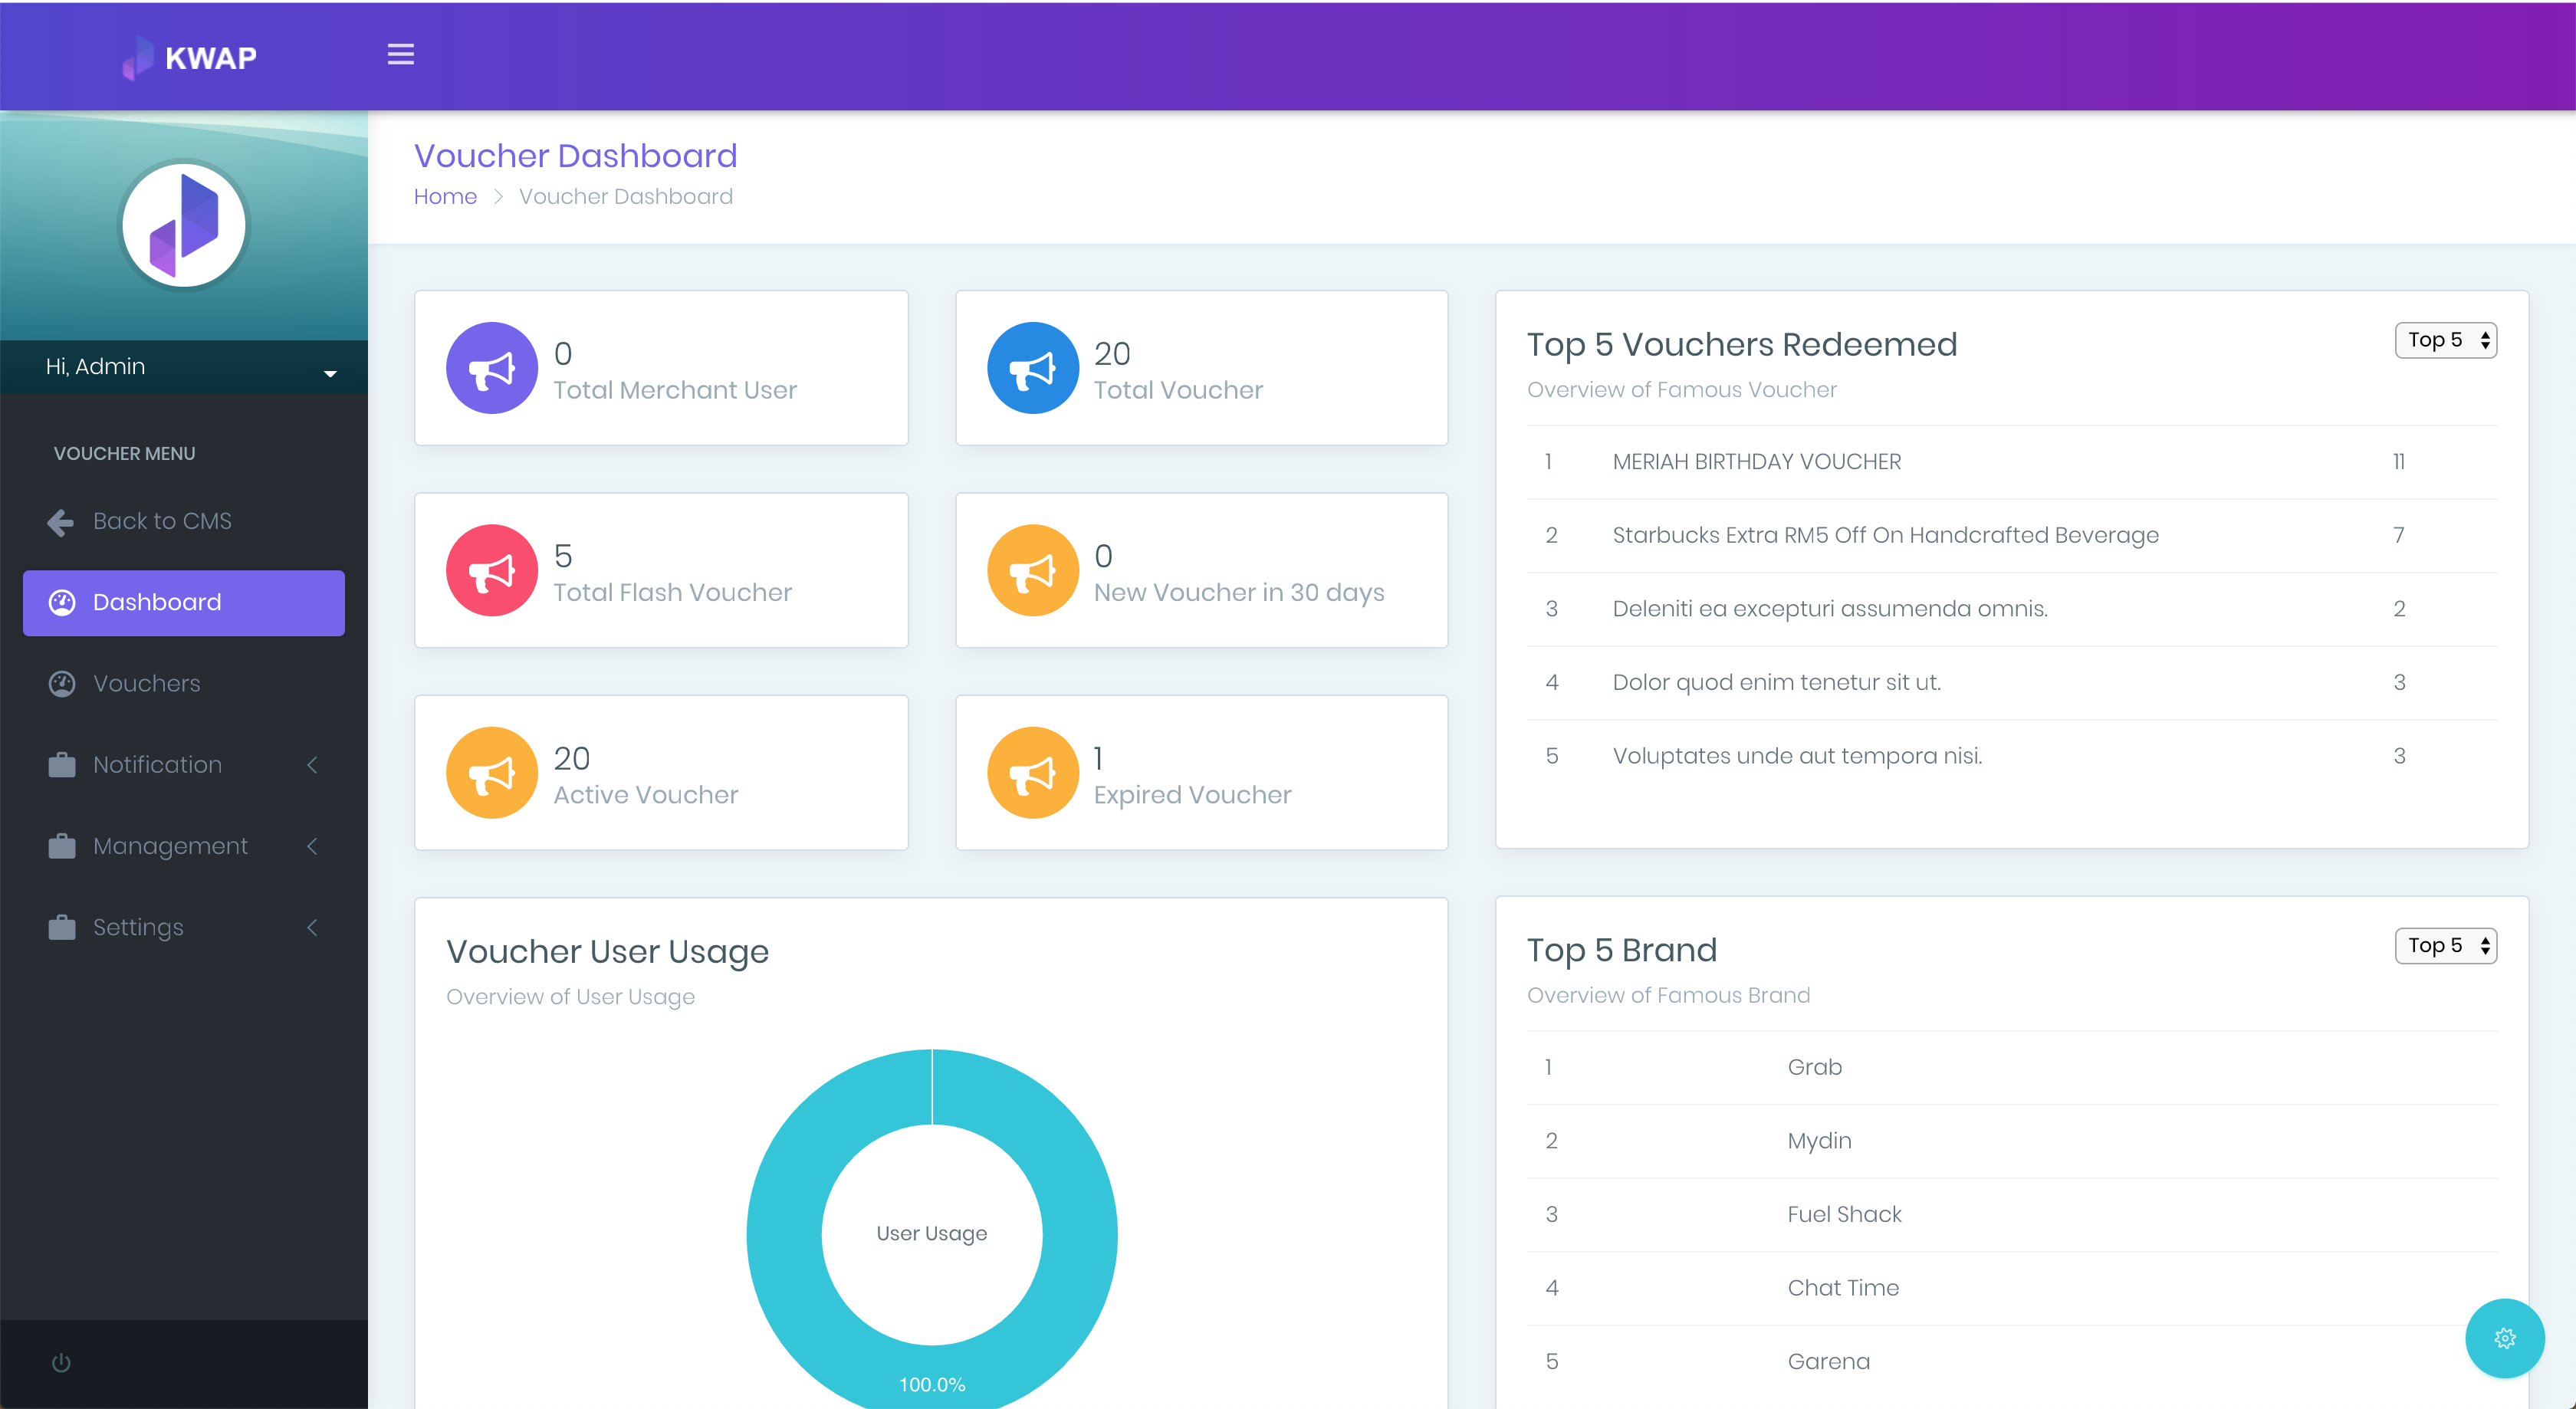 KWAP
Hi, Admin
VOUCHER MENU
Back to CMS
Dashboard
Vouchers
Notification
Management
Settings
Voucher Dashboard
Home > Voucher Dashboard
0
Total Merchant User
20
Total Voucher
5
Total Flash Voucher
0
New Voucher in 30 days
20
Active Voucher
1
Expired Voucher
Top 5 Vouchers Redeemed
Top 5
Overview of Famous Voucher
1 MERIAH BIRTHDAY VOUCHER 11
2 Starbucks Extra RM5 Off On Handcrafted Beverage 7
3 Deleniti ea excepturi assumenda omnis. 2
4 Dolor quod enim tenetur sit ut. 3
5 Voluptates unde aut tempora nisi. 3
Voucher User Usage
Overview of User Usage
User Usage
100.0%
Top 5 Brand
Top 5
Overview of Famous Brand
1 Grab
2 Mydin
3 Fuel Shack
4 Chat Time
5 Garena